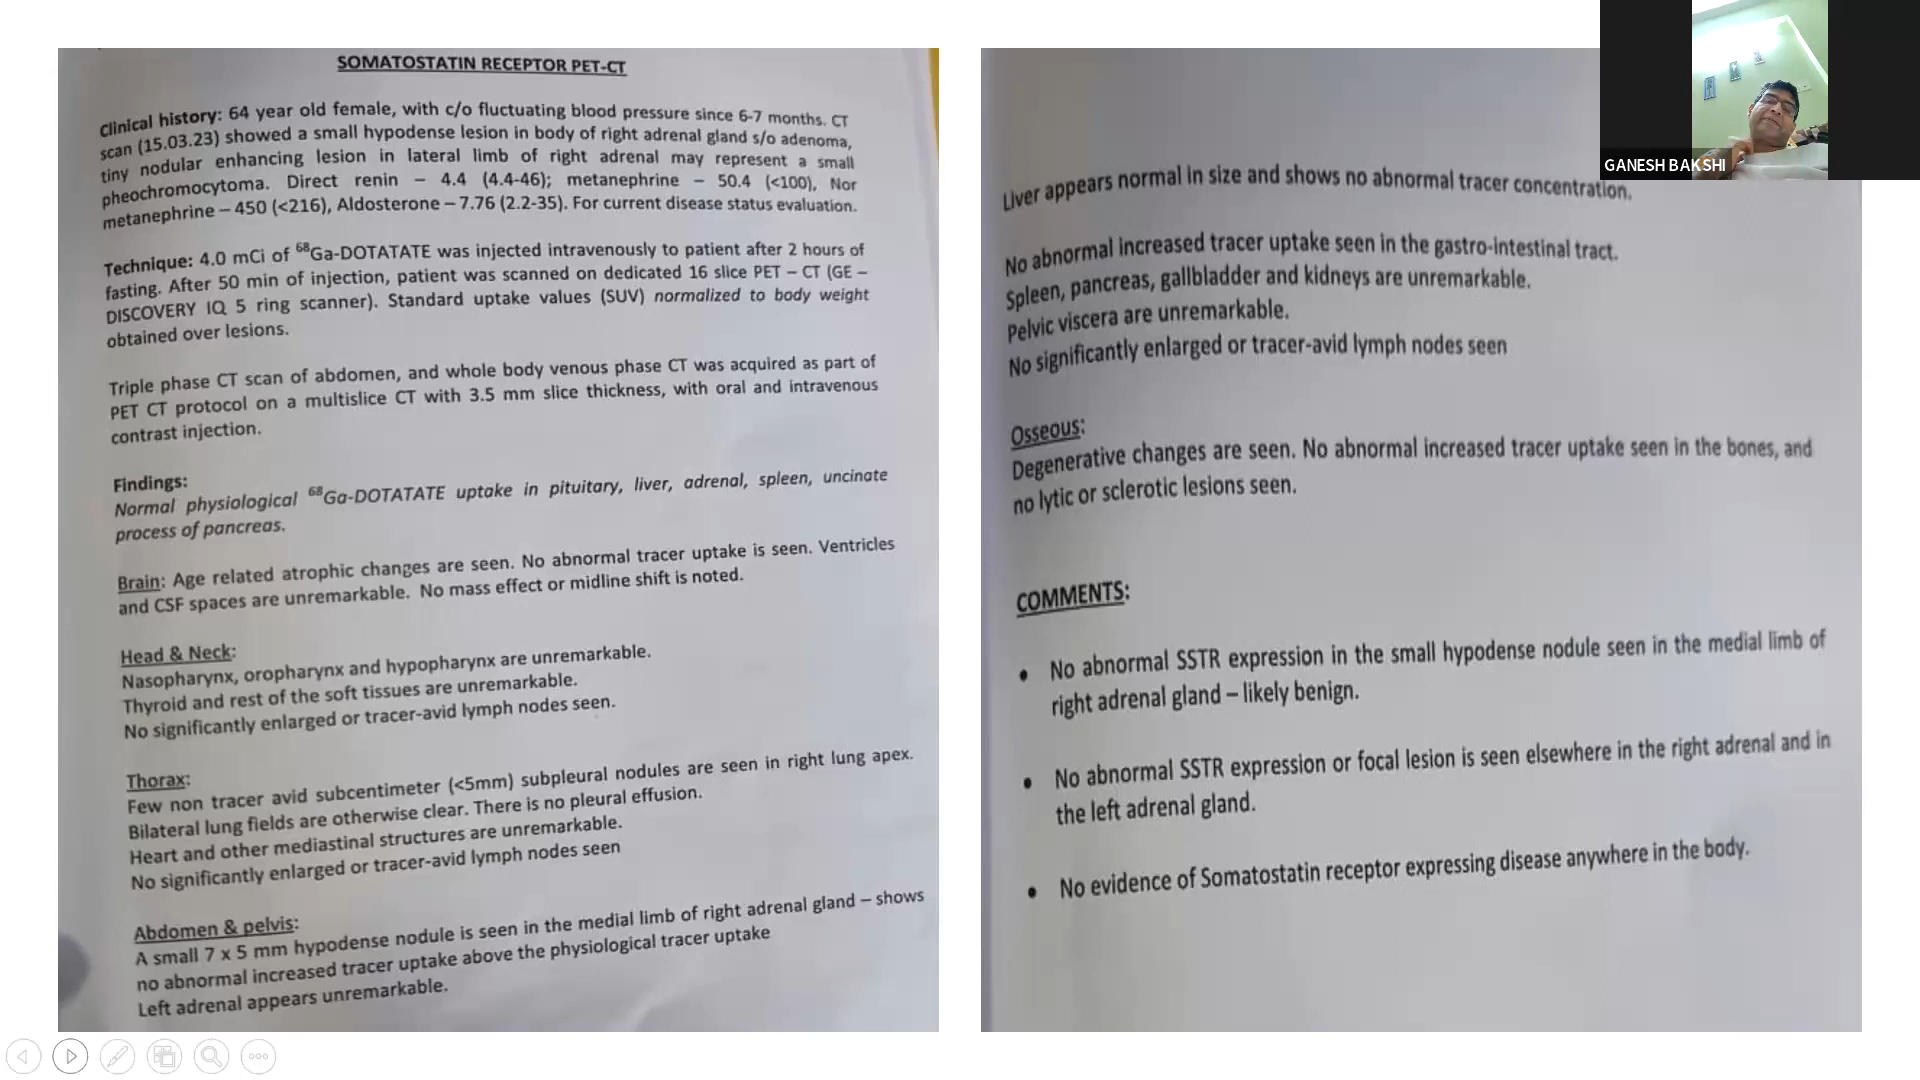 SOMATOSTATIN RECEPTOR PET-CT
Clinical history: 64 year old female, with c/o fluctuating blood pressure since 6-7 months. CT
scan (15.03.23) showed a small hypodense lesion in body of right adrenal gland s/o adenoma,
tiny nodular enhancing lesion in lateral limb of right adrenal may represent a small
pheochromocytoma. Direct renin – 4.4 (4.4-46); metanephrine – 50.4 (<100), Nor
metanephrine – 450 (<216), Aldosterone – 7.76 (2.2-35). For current disease status evaluation.
Technique: 4.0 mCi of ⁶⁸Ga-DOTATATE was injected intravenously to patient after 2 hours of
fasting. After 50 min of injection, patient was scanned on dedicated 16 slice PET – CT (GE –
DISCOVERY IQ 5 ring scanner). Standard uptake values (SUV) normalized to body weight
obtained over lesions.
Triple phase CT scan of abdomen, and whole body venous phase CT was acquired as part of
PET CT protocol on a multislice CT with 3.5 mm slice thickness, with oral and intravenous
contrast injection.
Findings:
Normal physiological ⁶⁸Ga-DOTATATE uptake in pituitary, liver, adrenal, spleen, uncinate
process of pancreas.
Brain: Age related atrophic changes are seen. No abnormal tracer uptake is seen. Ventricles
and CSF spaces are unremarkable. No mass effect or midline shift is noted.
Head & Neck:
Nasopharynx, oropharynx and hypopharynx are unremarkable.
Thyroid and rest of the soft tissues are unremarkable.
No significantly enlarged or tracer-avid lymph nodes seen.
Thorax:
Few non tracer avid subcentimeter (<5mm) subpleural nodules are seen in right lung apex.
Bilateral lung fields are otherwise clear. There is no pleural effusion.
Heart and other mediastinal structures are unremarkable.
No significantly enlarged or tracer-avid lymph nodes seen
Abdomen & pelvis:
A small 7 x 5 mm hypodense nodule is seen in the medial limb of right adrenal gland – shows
no abnormal increased tracer uptake above the physiological tracer uptake
Left adrenal appears unremarkable.
Liver appears normal in size and shows no abnormal tracer concentration.
No abnormal increased tracer uptake seen in the gastro-intestinal tract.
Spleen, pancreas, gallbladder and kidneys are unremarkable.
Pelvic viscera are unremarkable.
No significantly enlarged or tracer-avid lymph nodes seen
Osseous:
Degenerative changes are seen. No abnormal increased tracer uptake seen in the bones, and
no lytic or sclerotic lesions seen.
COMMENTS:
• No abnormal SSTR expression in the small hypodense nodule seen in the medial limb of
right adrenal gland – likely benign.
• No abnormal SSTR expression or focal lesion is seen elsewhere in the right adrenal and in
the left adrenal gland.
• No evidence of Somatostatin receptor expressing disease anywhere in the body.
GANESH BAKSHI